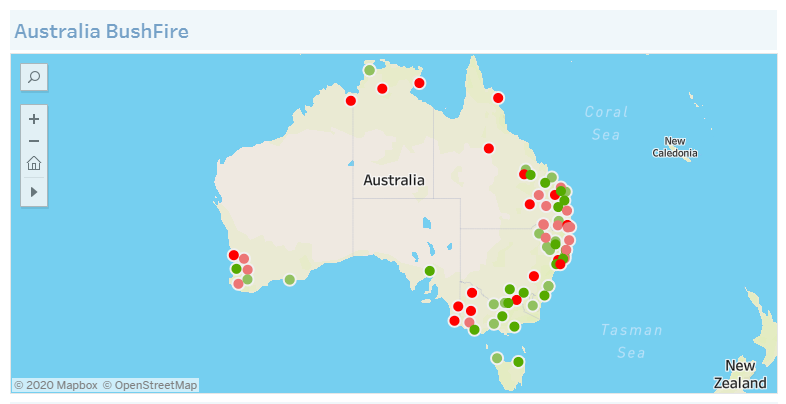 Australia BushFire
Coral
Sea
New
Caledonia
Australia
Tasman
Sea
New
Zealand
© 2020 Mapbox © OpenStreetMap